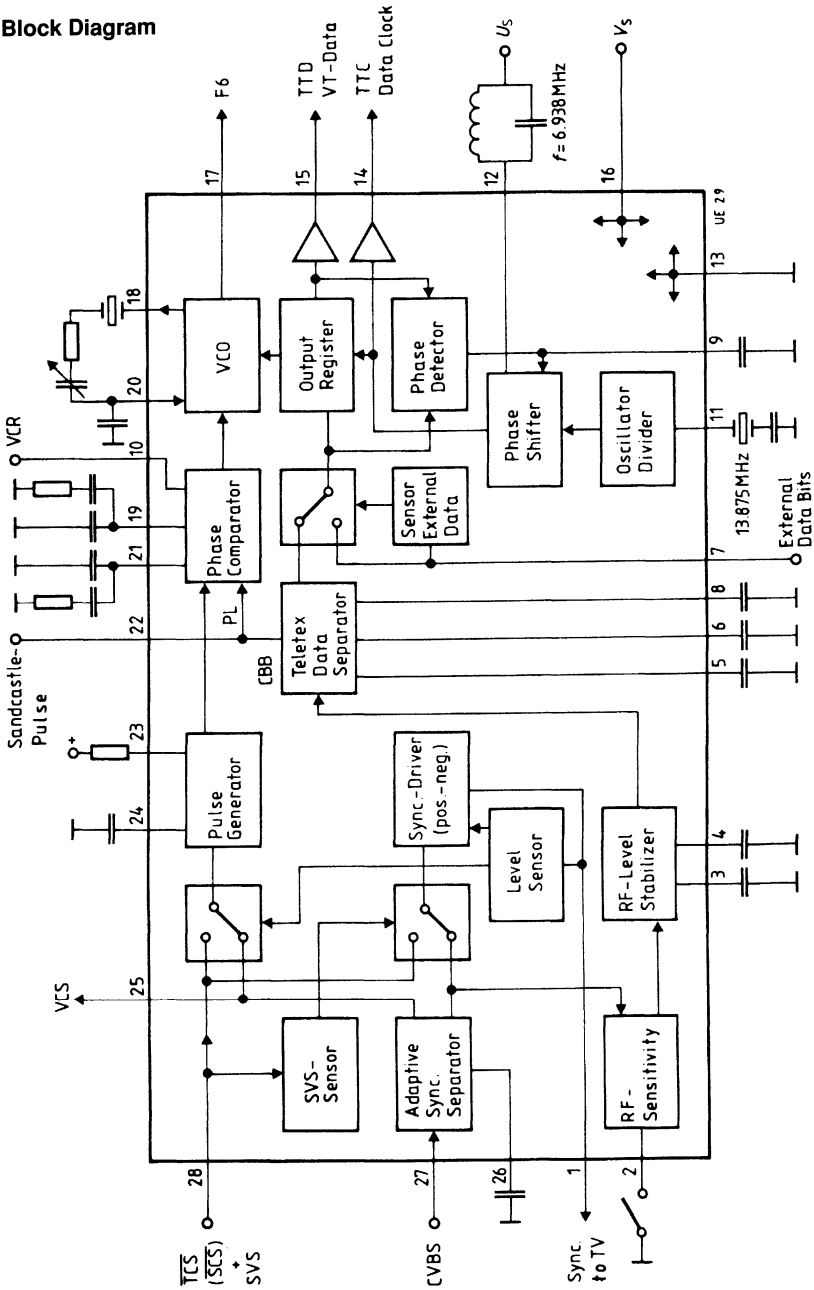 Block Diagram
Sandcastle-
Pulse
VCR
VCS
25
24
23
22
21
19
10
20
18
+
28
TCS
(SCS)
+
SVS
27
CVBS
26
1
Sync.
to TV
2
SVS-
Sensor
Adaptive
Sync.
Separator
RF-
Sensitivity
Pulse
Generator
Sync.-Driver
(pos.-neg.)
Level
Sensor
RF-Level
Stabilizer
PL
CBB
Teletex
Data
Separator
Phase
Comparator
Sensor
External
Data
VCO
Output
Register
Phase
Detector
Phase
Shifter
Oscillator
Divider
17
F6
15
TTD
VT-Data
14
TTC
Data Clock
12
US
f = 6.938 MHz
16
VS
UE 29
3
4
5
6
8
7
External
Data Bits
11
13.875 MHz
9
13